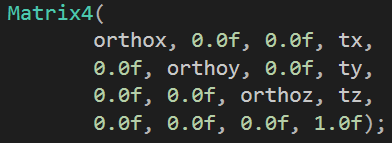 Matrix4(
orthox, 0.0f, 0.0f, tx,
0.0f, orthoy, 0.0f, ty,
0.0f, 0.0f, orthoz, tz,
0.0f, 0.0f, 0.0f, 1.0f);